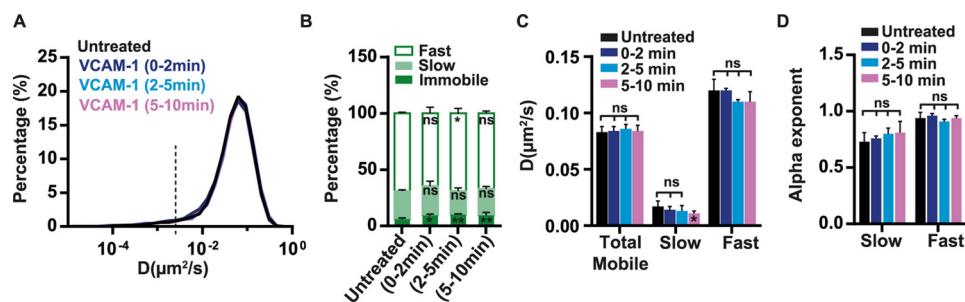 A
Untreated
VCAM-1 (0-2min)
VCAM-1 (2-5min)
VCAM-1 (5-10min)
Percentage (%)
25
20
15
10
5
0
10⁻⁴
10⁻²
10⁰
D(μm²/s)
B
Fast
Slow
Immobile
Percentage (%)
150
100
50
0
ns
*
ns
ns
ns
ns
*
**
**
Untreated
(0-2min)
(2-5min)
(5-10min)
C
Untreated
0-2 min
2-5 min
5-10 min
D(μm²/s)
0.15
0.10
0.05
0.00
ns
ns
*
ns
Total
Mobile
Slow
Fast
D
Untreated
0-2 min
2-5 min
5-10 min
Alpha exponent
1.5
1.0
0.5
0.0
ns
ns
Slow
Fast